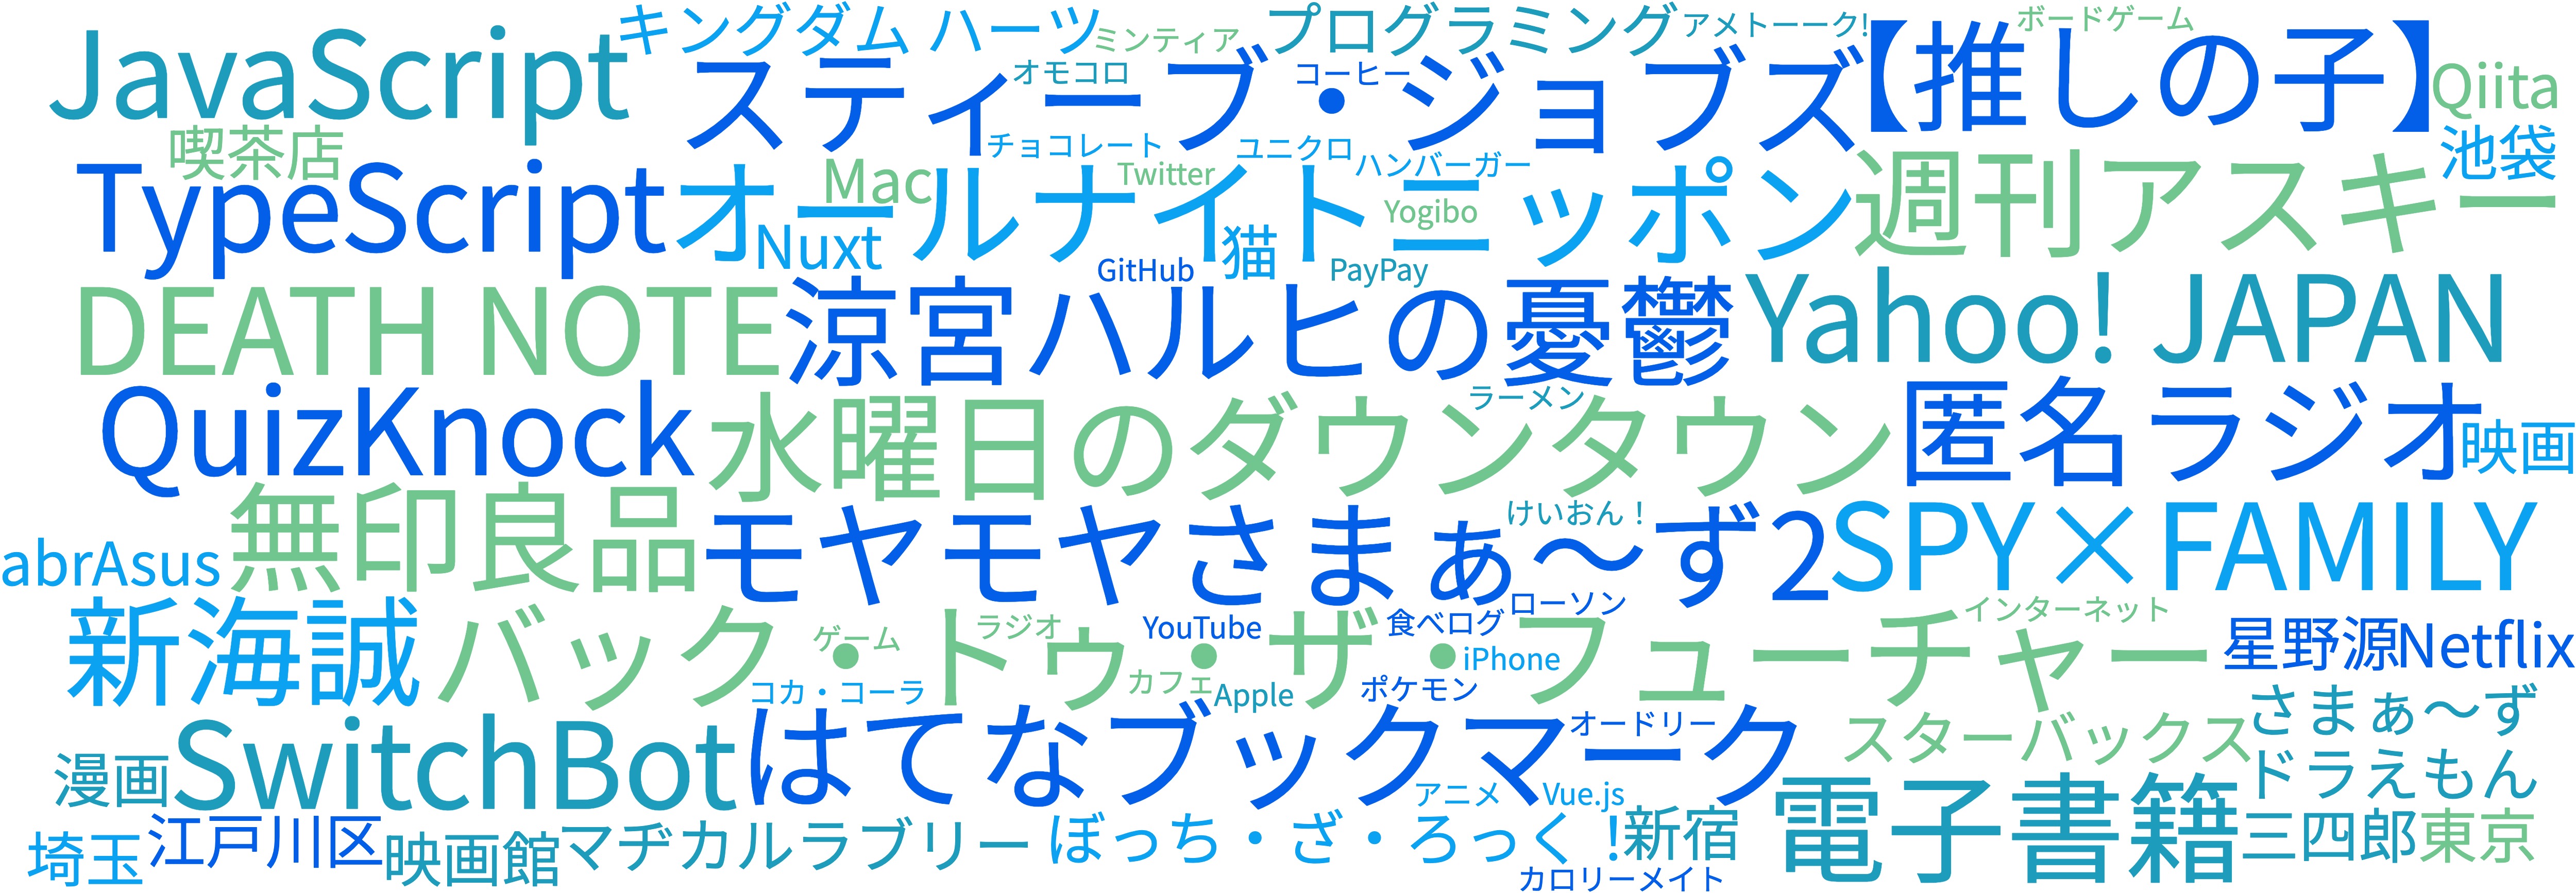 JavaScript
キングダム ハーツ
ミンティア
プログラミング
アメトーーク!
ボードゲーム
【推しの子】
Qiita
オモコロ
コーヒー
スティーブ・ジョブズ
喫茶店
チョコレート
ユニクロ
ハンバーガー
池袋
TypeScript
Mac
Twitter
オールナイトニッポン
Yogibo
週刊アスキー
Nuxt
猫
GitHub
PayPay
DEATH NOTE
涼宮ハルヒの憂鬱
Yahoo! JAPAN
QuizKnock
水曜日のダウンタウン
ラーメン
匿名ラジオ
映画
abrAsus
無印良品
モヤモヤさまぁ〜ず2
けいおん！
SPY×FAMILY
新海誠
バック・トゥ・ザ・フューチャー
ゲーム
ラジオ
YouTube
食べログ
ローソン
インターネット
星野源
Netflix
iPhone
コカ・コーラ
カフェ
Apple
ポケモン
SwitchBot
はてなブックマーク
オードリー
スターバックス
さまぁ〜ず
漫画
アニメ
Vue.js
電子書籍
ドラえもん
埼玉
江戸川区
映画館
マヂカルラブリー
ぼっち・ざ・ろっく！
新宿
カロリーメイト
三四郎
東京